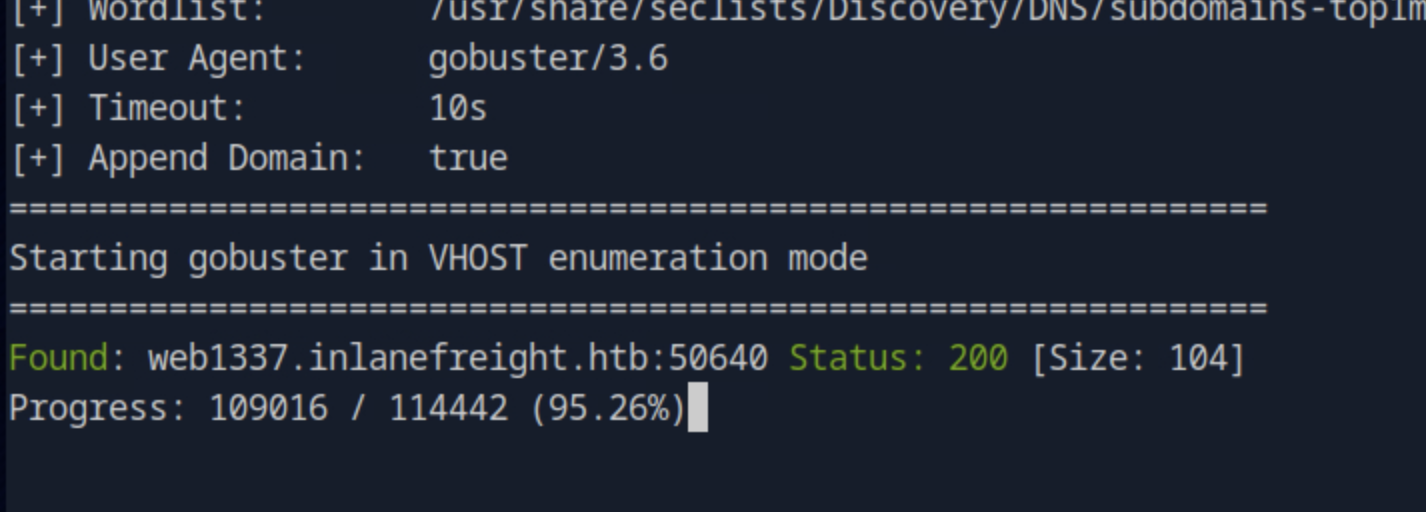 [+] Wordlist: /usr/share/seclists/Discovery/DNS/subdomains-top1m
[+] User Agent: gobuster/3.6
[+] Timeout: 10s
[+] Append Domain: true
===============================================================
Starting gobuster in VHOST enumeration mode
===============================================================
Found: web1337.inlanefreight.htb:50640 Status: 200 [Size: 104]
Progress: 109016 / 114442 (95.26%)